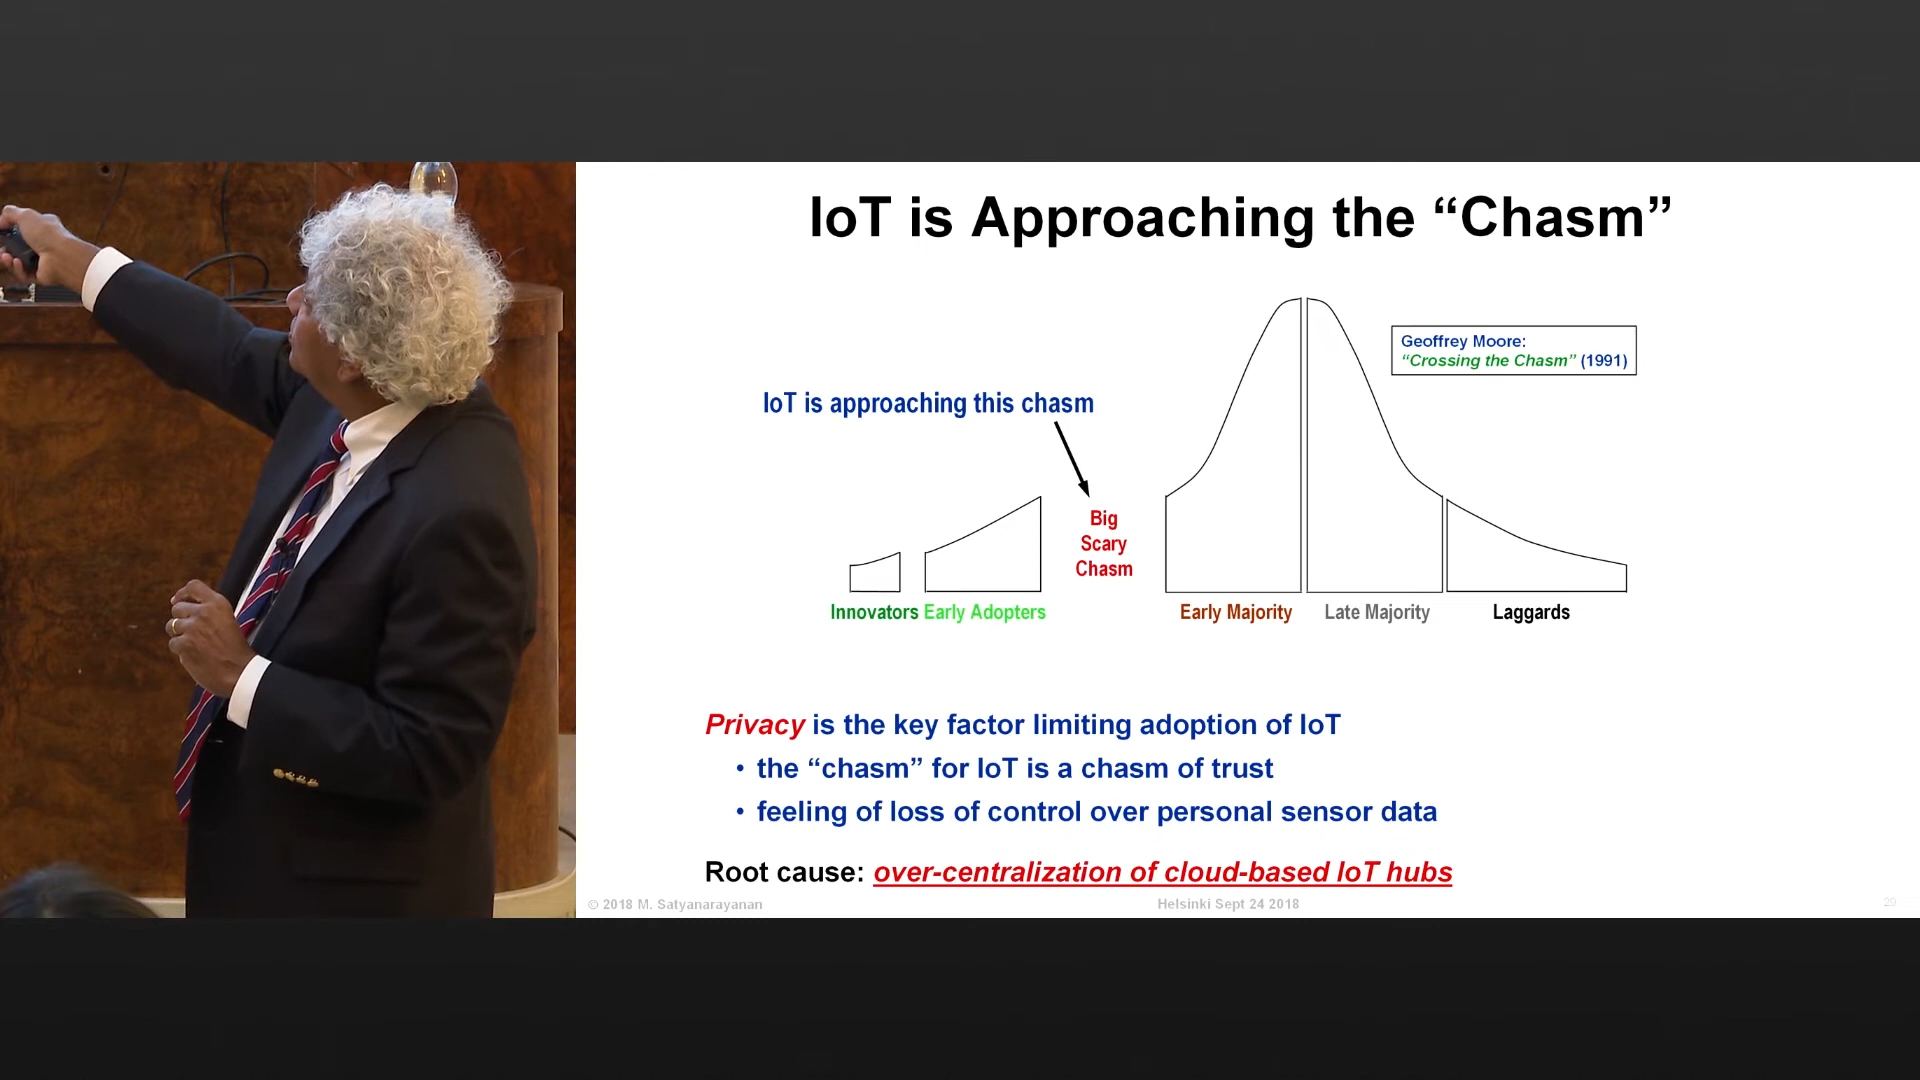 IoT is Approaching the “Chasm”
Geoffrey Moore:
“Crossing the Chasm” (1991)
IoT is approaching this chasm
Big
Scary
Chasm
Innovators
Early Adopters
Early Majority
Late Majority
Laggards
Privacy is the key factor limiting adoption of IoT
• the “chasm” for IoT is a chasm of trust
• feeling of loss of control over personal sensor data
Root cause: over-centralization of cloud-based IoT hubs
© 2018 M. Satyanarayanan
Helsinki Sept 24 2018
29